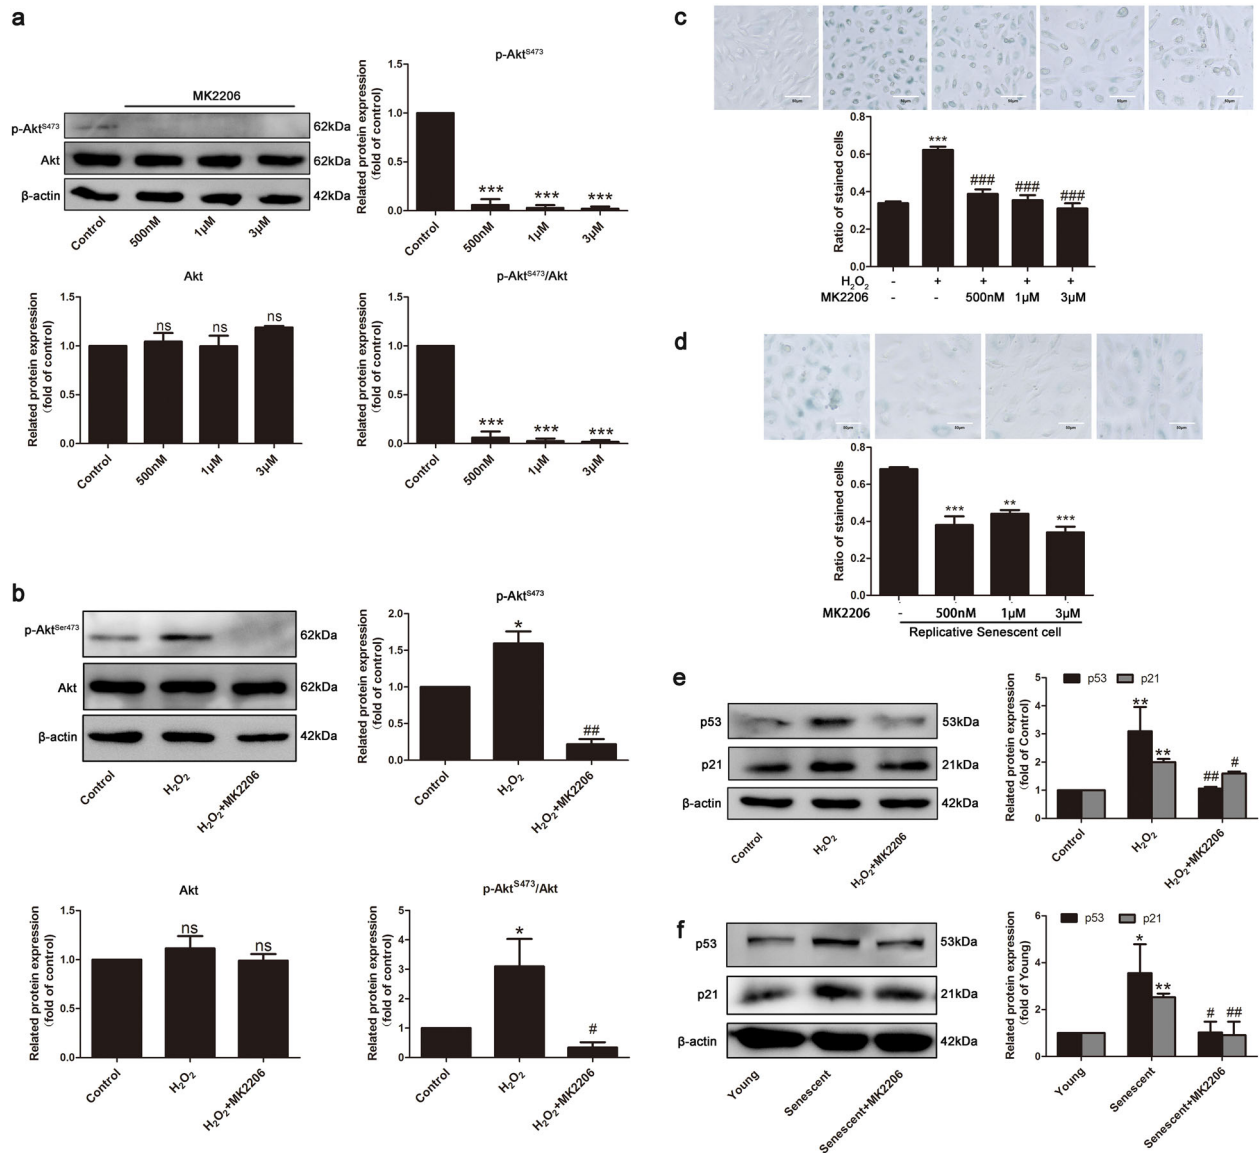 a
MK2206
p-Akt^S473
62kDa
Akt
62kDa
β-actin
42kDa
Control
500nM
1μM
3μM
p-Akt^S473
Related protein expression
(fold of control)
1.5
1.0
0.5
0.0
***
***
***
Control
500nM
1μM
3μM
Akt
Related protein expression
(fold of control)
1.5
1.0
0.5
0.0
ns
ns
ns
Control
500nM
1μM
3μM
p-Akt^S473/Akt
Related protein expression
(fold of control)
1.5
1.0
0.5
0.0
***
***
***
Control
500nM
1μM
3μM
b
p-Akt^Ser473
62kDa
Akt
62kDa
β-actin
42kDa
Control
H₂O₂
H₂O₂+MK2206
p-Akt^S473
Related protein expression
(fold of control)
2.0
1.5
1.0
0.5
0.0
*
##
Control
H₂O₂
H₂O₂+MK2206
Akt
Related protein expression
(fold of control)
1.5
1.0
0.5
0.0
ns
ns
Control
H₂O₂
H₂O₂+MK2206
p-Akt^S473/Akt
Related protein expression
(fold of control)
5
4
3
2
1
0
*
#
Control
H₂O₂
H₂O₂+MK2206
c
50μm
50μm
50μm
50μm
50μm
Ratio of stained cells
0.8
0.6
0.4
0.2
0.0
***
###
###
###
H₂O₂ - + + + +
MK2206 - - 500nM 1μM 3μM
d
50μm
50μm
50μm
50μm
Ratio of stained cells
0.8
0.6
0.4
0.2
0.0
***
**
***
MK2206 - 500nM 1μM 3μM
Replicative Senescent cell
e
p53
53kDa
p21
21kDa
β-actin
42kDa
Control
H₂O₂
H₂O₂+MK2206
p53 p21
Related protein expression
(fold of Control)
5
4
3
2
1
0
**
**
##
#
Control
H₂O₂
H₂O₂+MK2206
f
p53
53kDa
p21
21kDa
β-actin
42kDa
Young
Senescent
Senescent+MK2206
p53 p21
Related protein expression
(fold of Young)
6
4
2
0
*
**
#
##
Young
Senescent
Senescent+MK2206